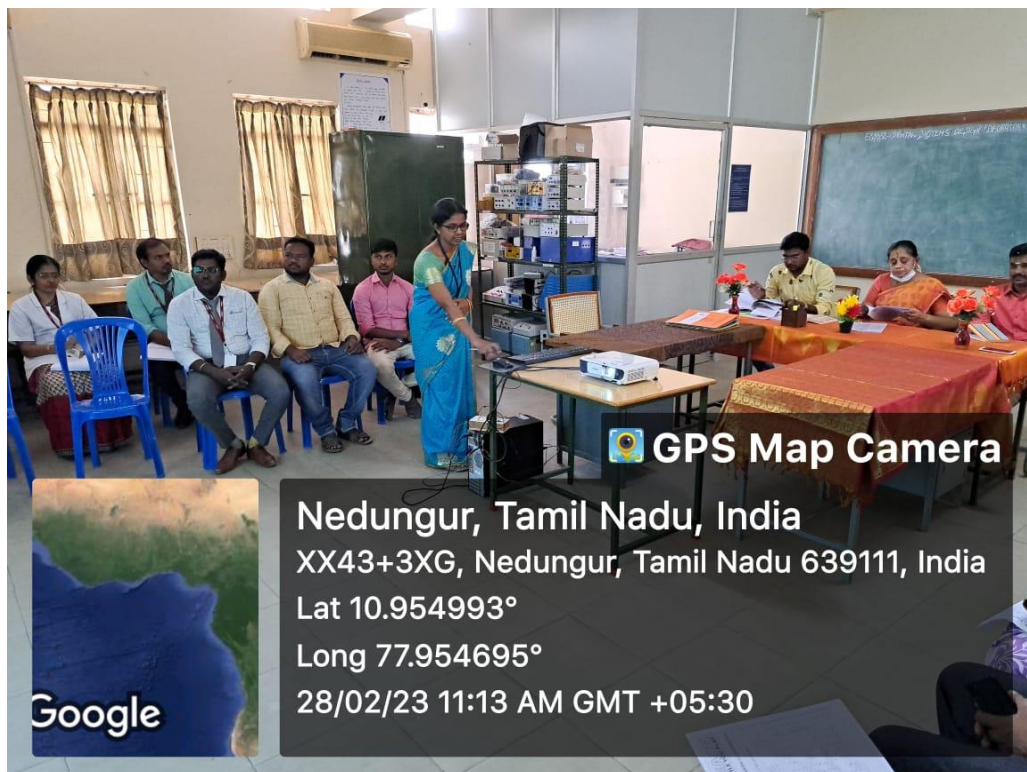 GPS Map Camera
Nedungur, Tamil Nadu, India
XX43+3XG, Nedungur, Tamil Nadu 639111, India
Lat 10.954993°
Long 77.954695°
28/02/23 11:13 AM GMT +05:30
Google